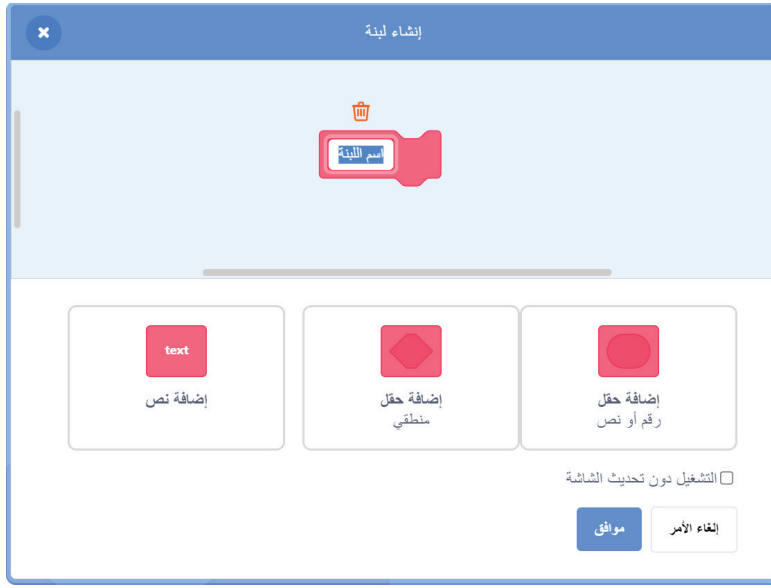 إنشاء لبنة
اسم اللبنة
إضافة حقل
رقم أو نص
إضافة حقل
منطقي
text
إضافة نص
التشغيل دون تحديث الشاشة
إلغاء الأمر
موافق